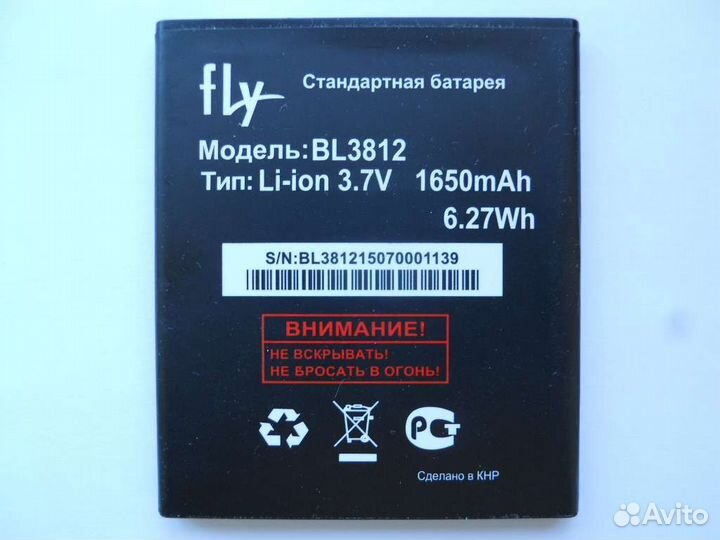 fly
Стандартная батарея
Модель: BL3812
Тип: Li-ion 3.7V 1650mAh
6.27Wh
S/N:BL381215070001139
ВНИМАНИЕ!
НЕ ВСКРЫВАТЬ!
НЕ БРОСАТЬ В ОГОНЬ!
РСТ
Сделано в КНР
Avito